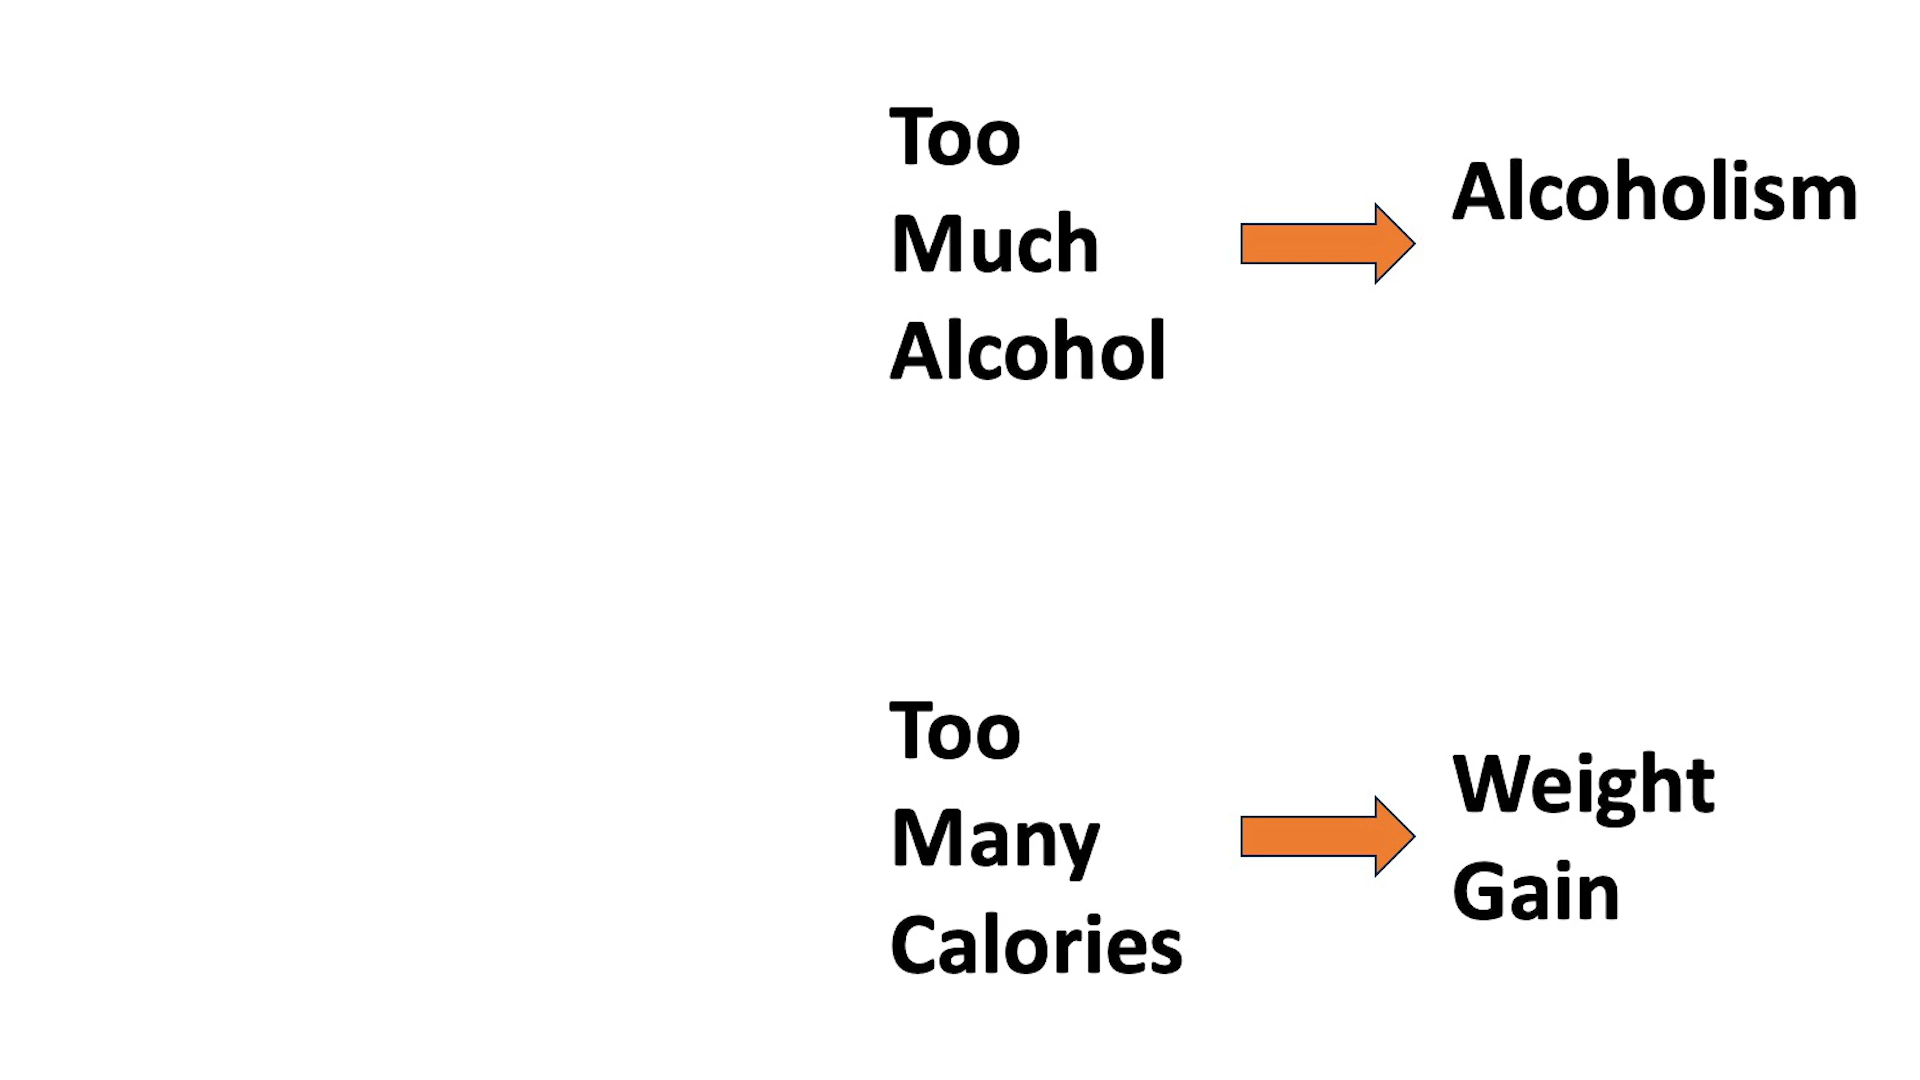 Too
Much
Alcohol
Alcoholism
Too
Many
Calories
Weight
Gain